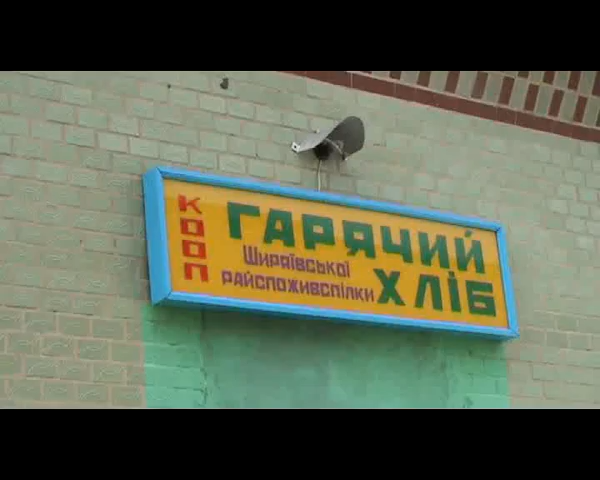 КООП
ГАРЯЧИЙ
Ширяївської
райспоживспілки
ХЛІБ